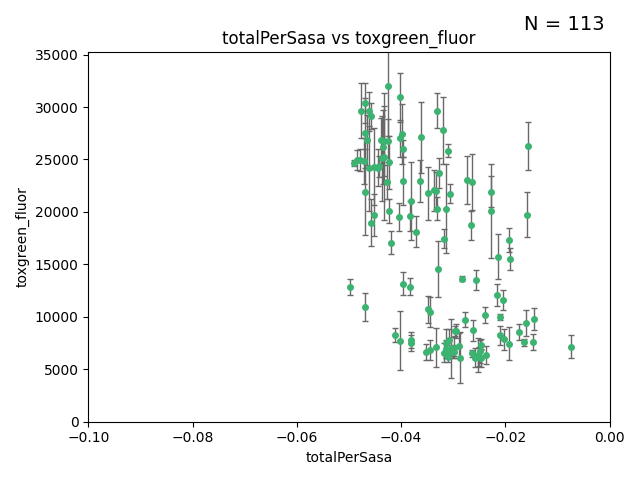 N = 113
totalPerSasa vs toxgreen_fluor
35000
30000
25000
20000
15000
10000
5000
0
toxgreen_fluor
−0.10 −0.08 −0.06 −0.04 −0.02 0.00
totalPerSasa